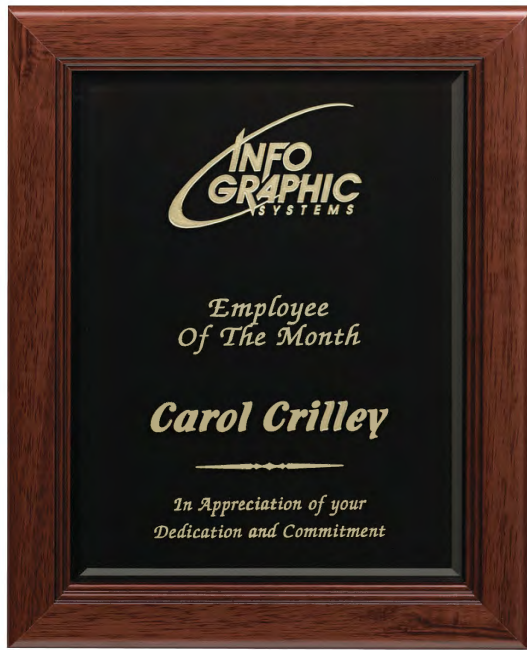 INFO
GRAPHIC
SYSTEMS
Employee
Of The Month
Carol Crilley
In Appreciation of your
Dedication and Commitment